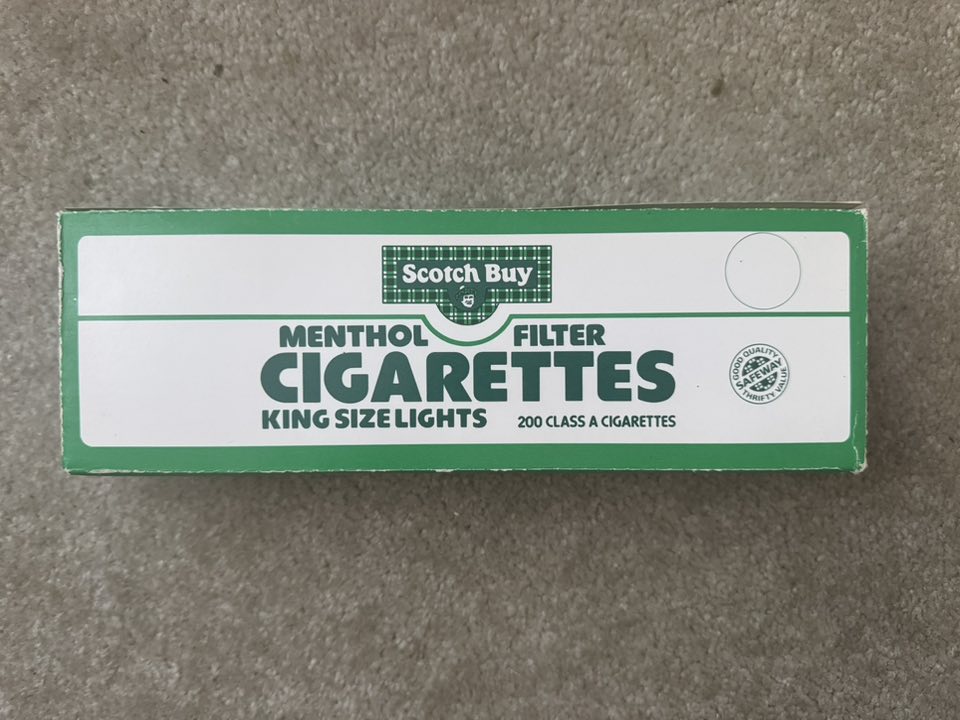 Scotch Buy
MENTHOL FILTER
CIGARETTES
KING SIZE LIGHTS 200 CLASS A CIGARETTES
GOOD QUALITY
SAFEWAY
THRIFTY VALUE